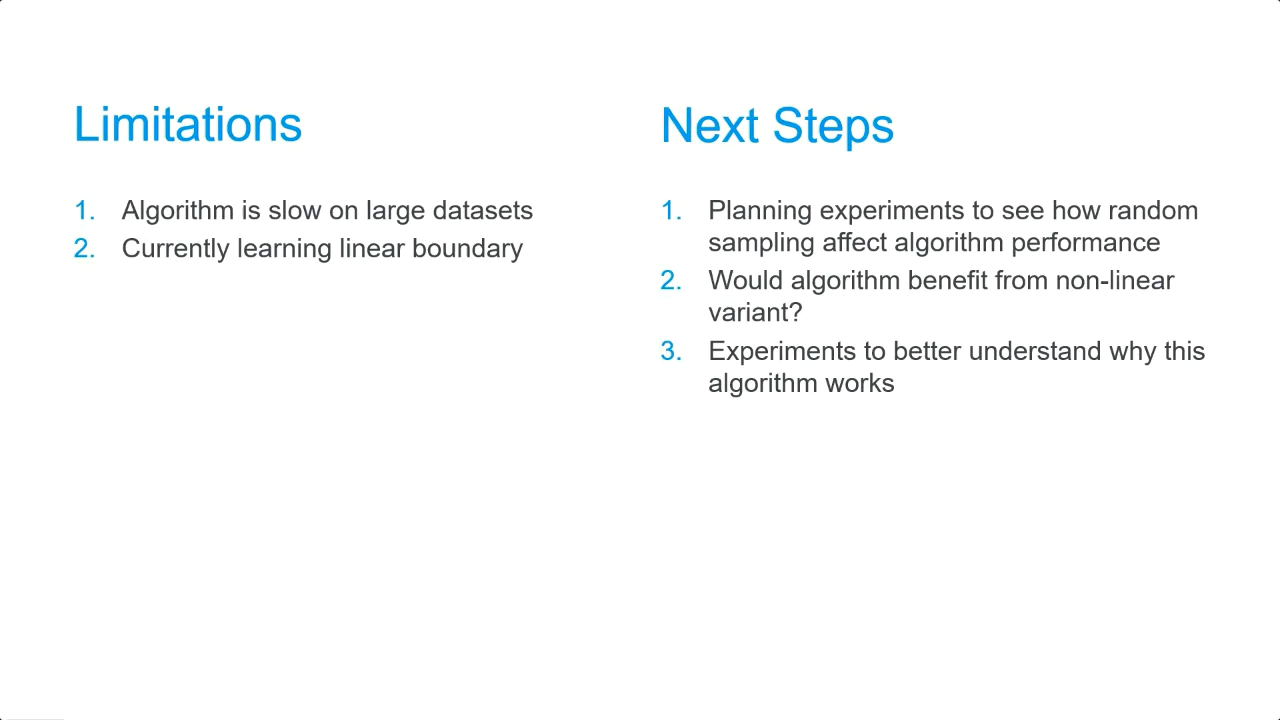 Limitations
1. Algorithm is slow on large datasets
2. Currently learning linear boundary
Next Steps
1. Planning experiments to see how random
sampling affect algorithm performance
2. Would algorithm benefit from non-linear
variant?
3. Experiments to better understand why this
algorithm works